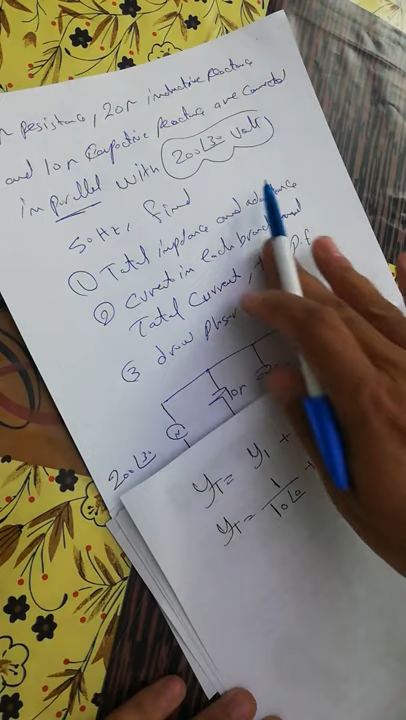 Resistance, 20Ω inductive Reactance
and 10Ω Capacitive Reactance are Connected
in Parallel with 200∠30 Volt,
50Hz, find
① Total impdance and admittance
② current in each branch and
Total Current, P.f
③ draw phasor
200∠30
10Ω
yT= y1 +
yT= 1/10∠0 +